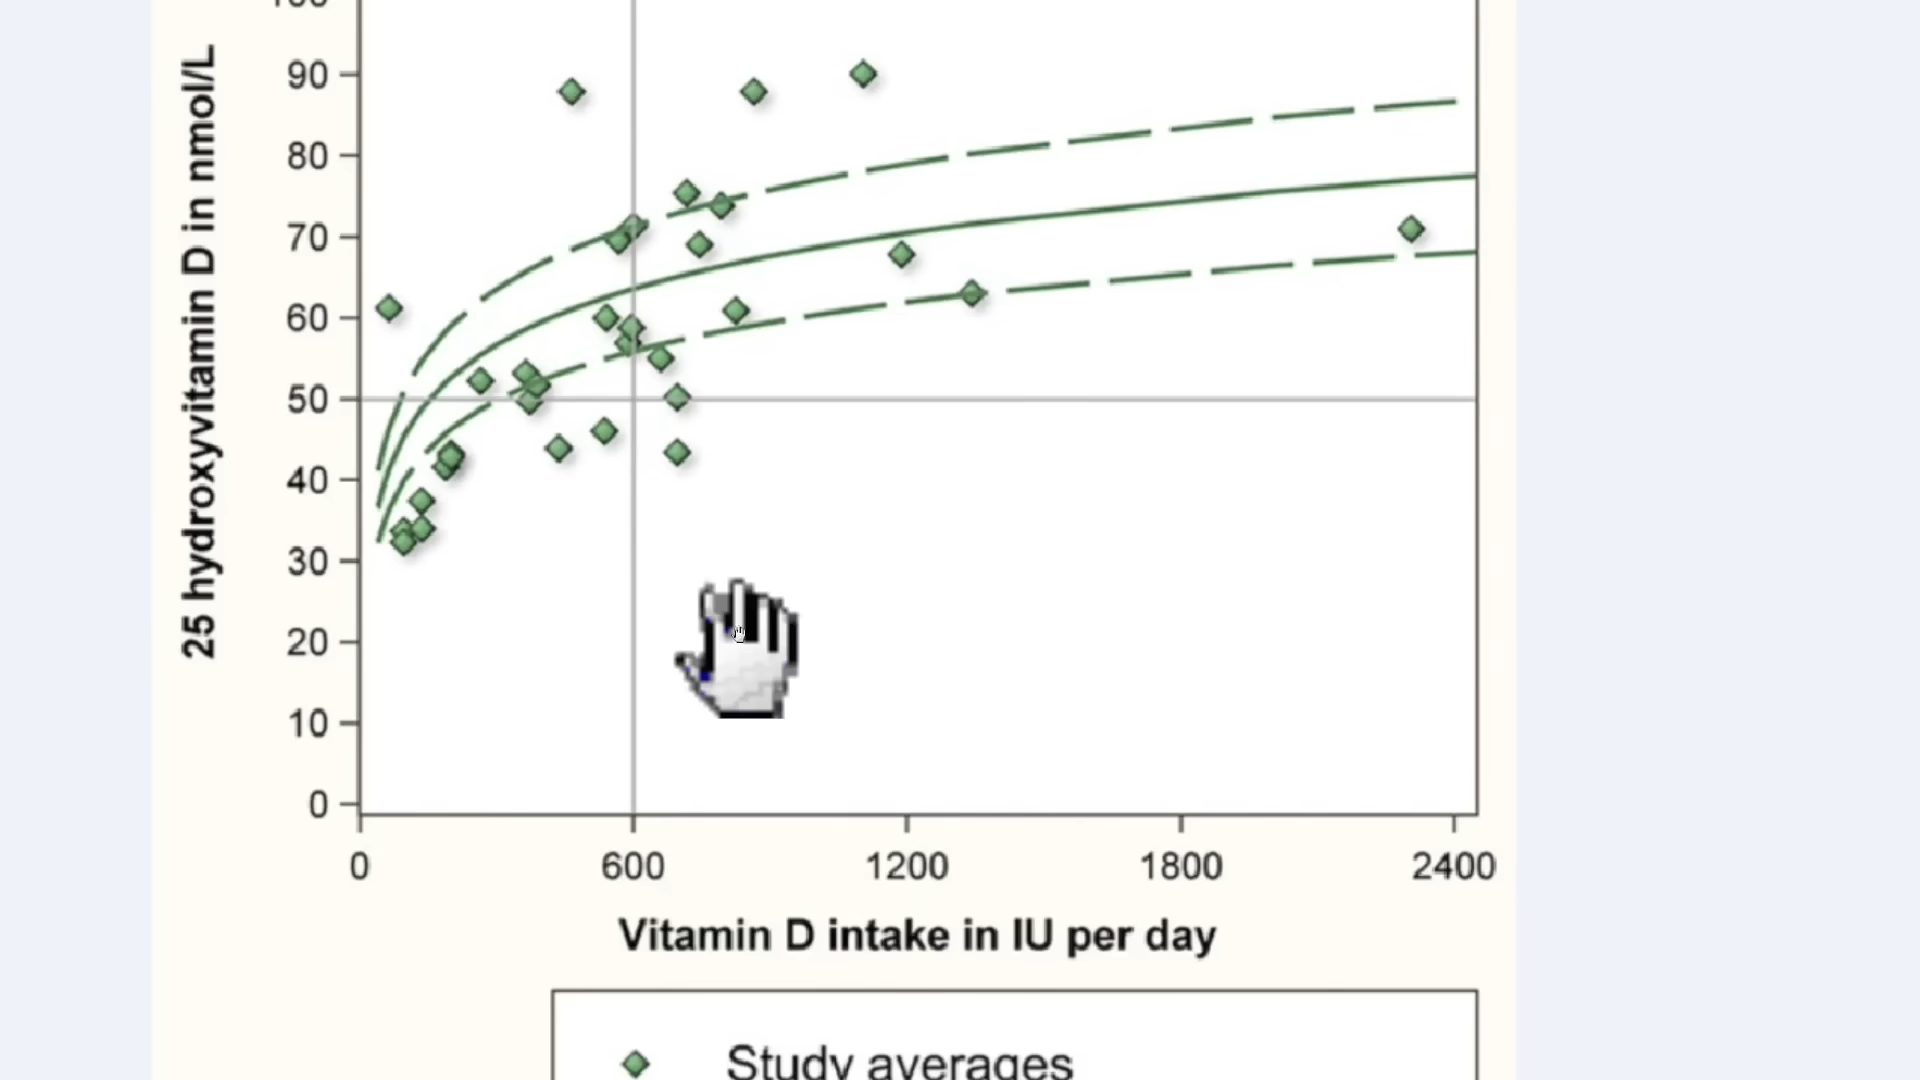 100
90
80
70
60
50
40
30
20
10
0
25 hydroxyvitamin D in nmol/L
0 600 1200 1800 2400
Vitamin D intake in IU per day
Study averages